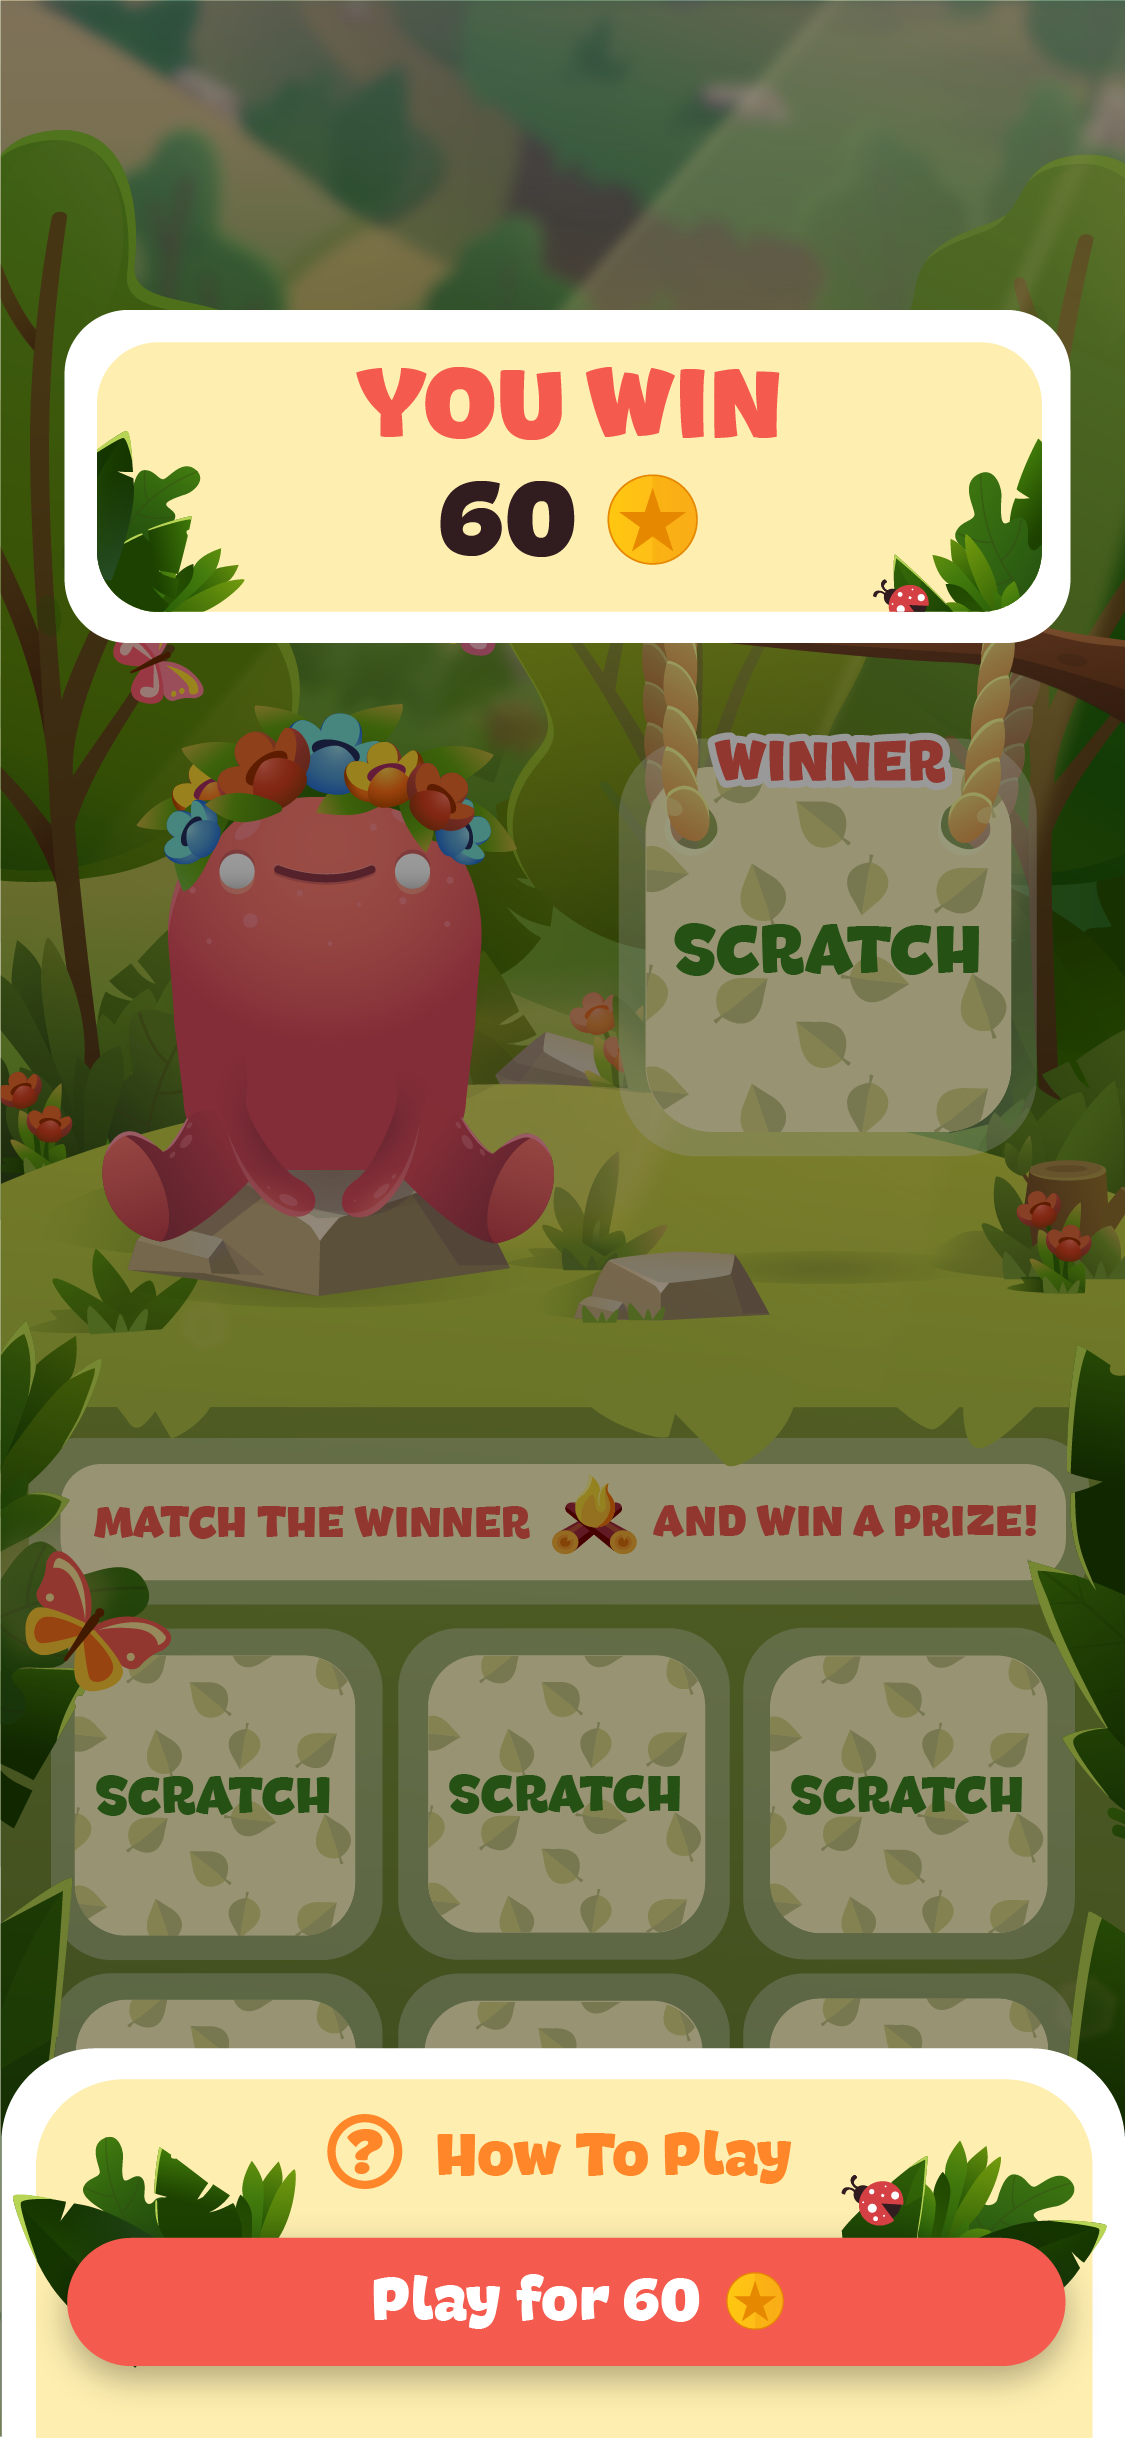 YOU WIN
60
WINNER
SCRATCH
MATCH THE WINNER AND WIN A PRIZE!
SCRATCH SCRATCH SCRATCH
? How To Play
Play for 60